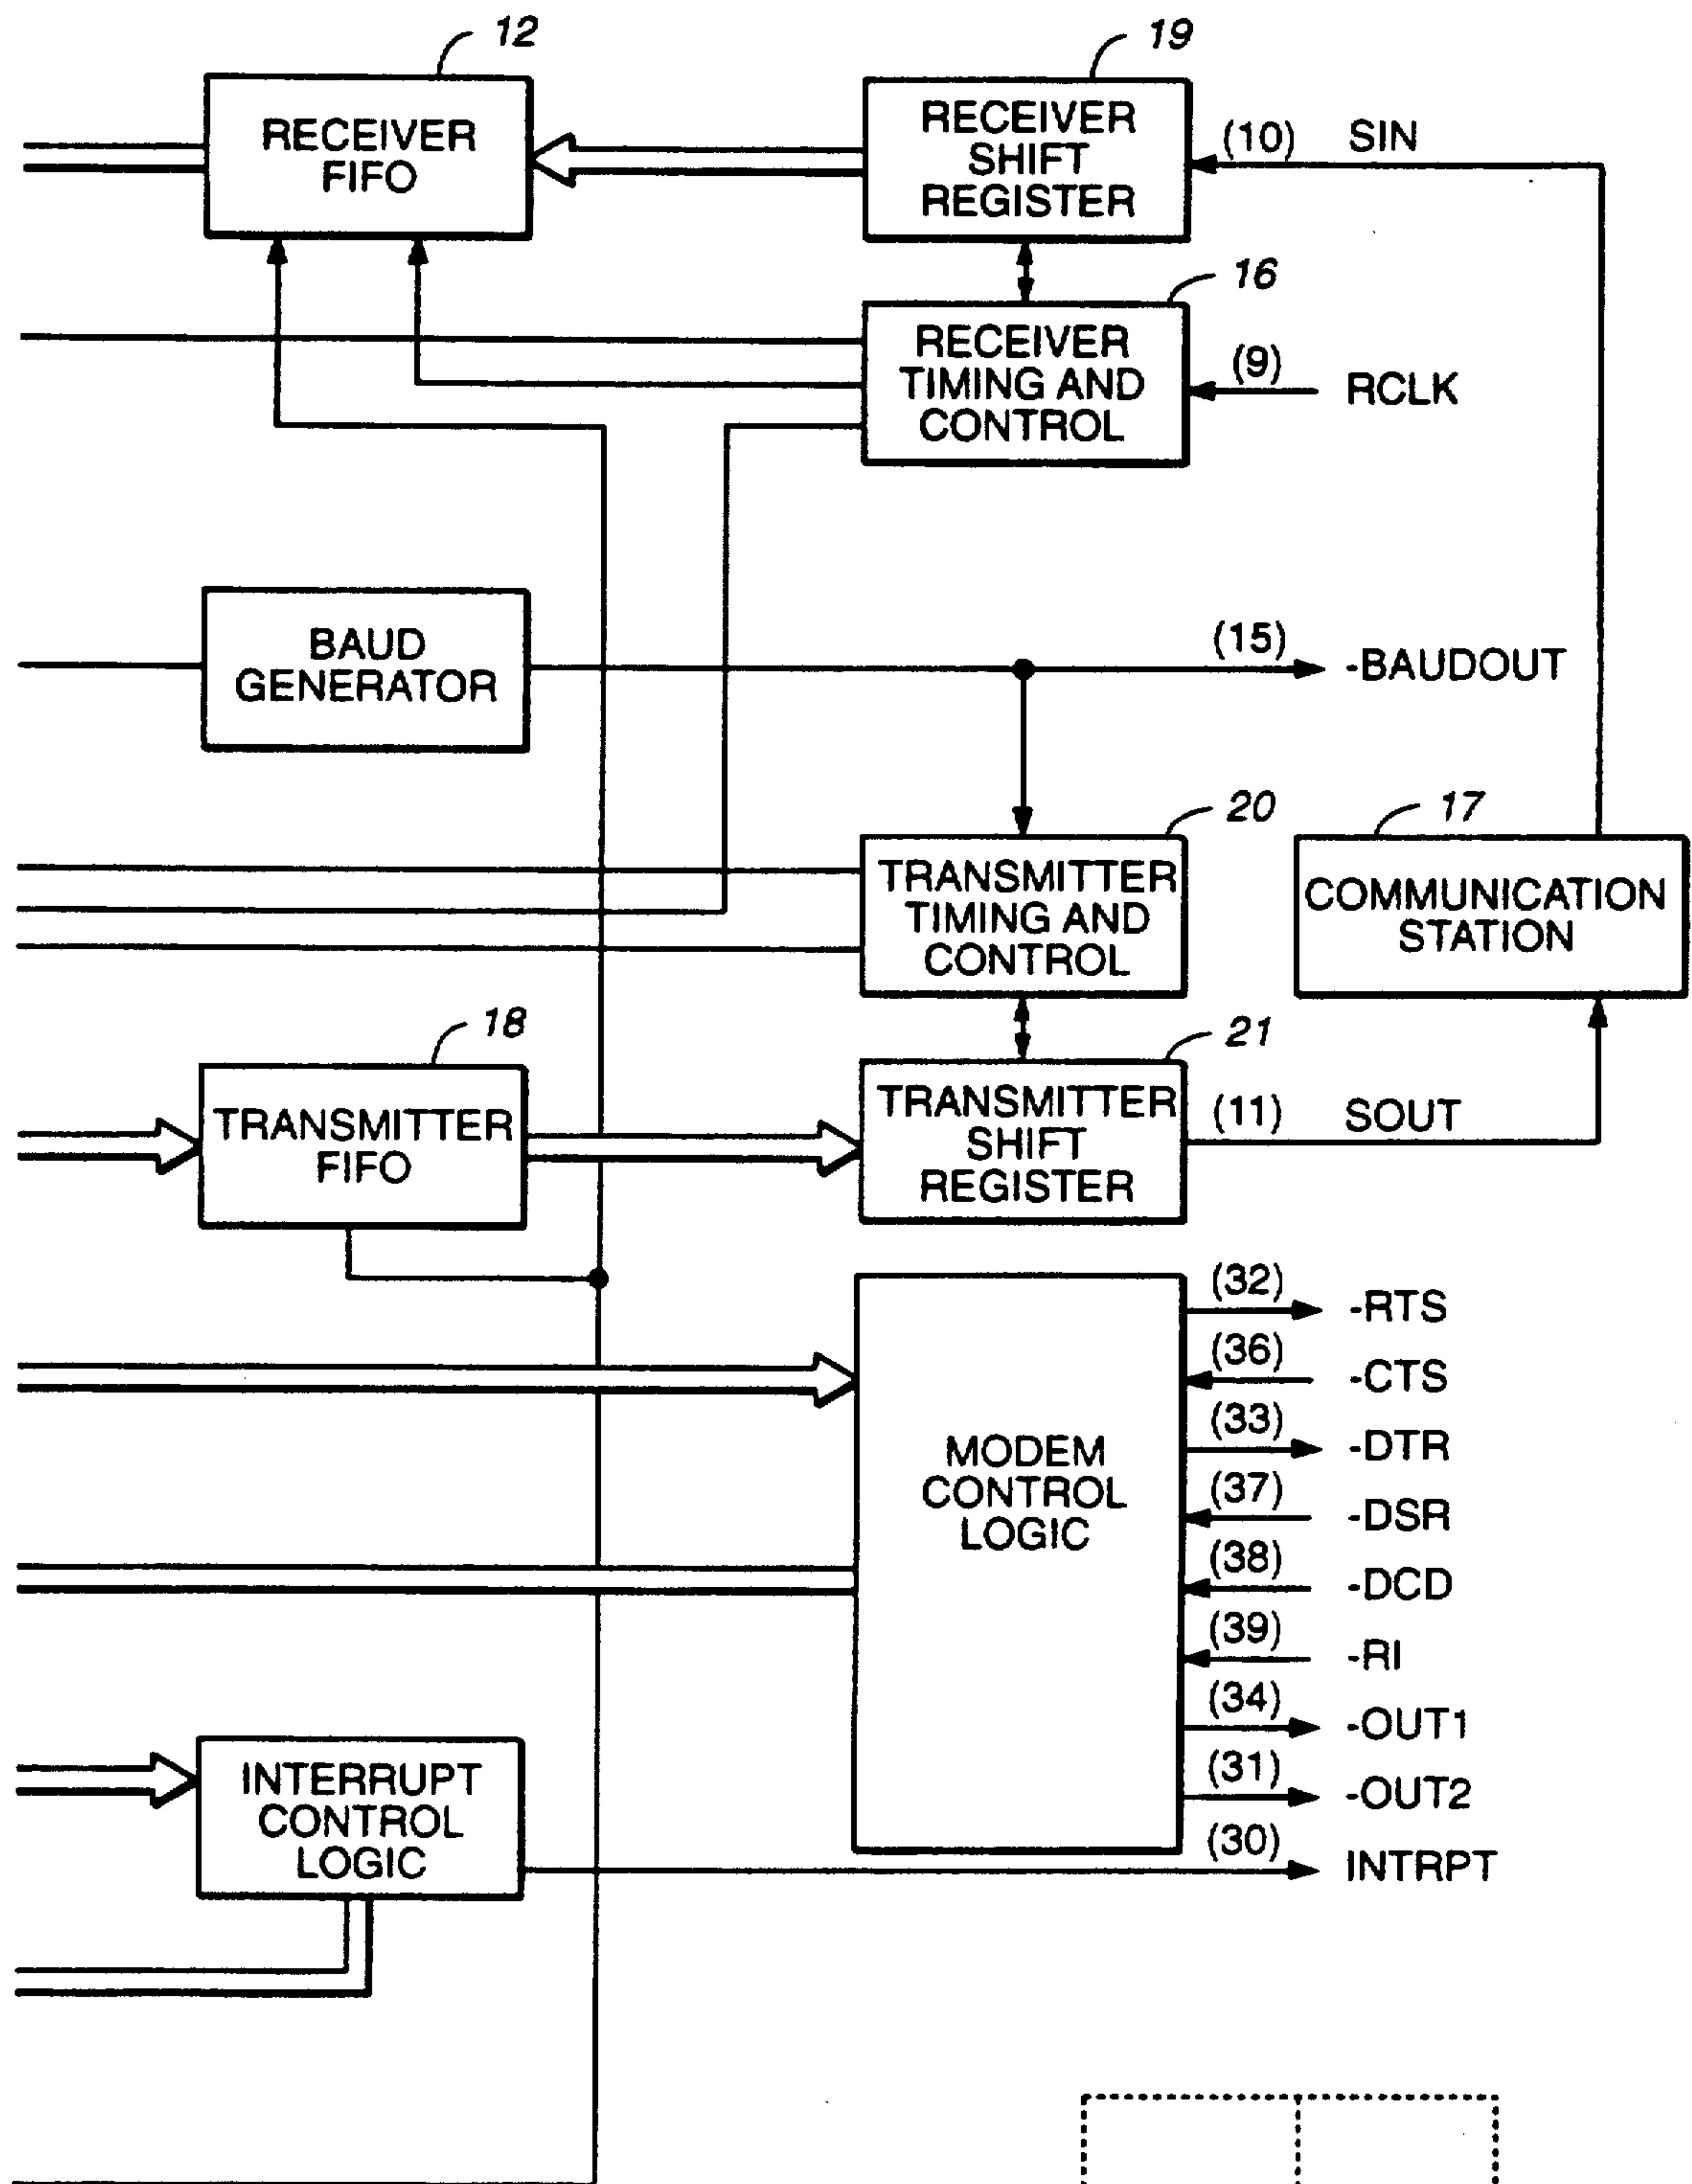 12
19
RECEIVER
FIFO
RECEIVER
SHIFT
REGISTER
(10) SIN
16
RECEIVER
TIMING AND
CONTROL
(9)
RCLK
BAUD
GENERATOR
(15)
-BAUDOUT
20
17
TRANSMITTER
TIMING AND
CONTROL
COMMUNICATION
STATION
18
21
TRANSMITTER
FIFO
TRANSMITTER
SHIFT
REGISTER
(11) SOUT
MODEM
CONTROL
LOGIC
(32) -RTS
(36) -CTS
(33) -DTR
(37) -DSR
(38) -DCD
(39) -RI
(34) -OUT1
(31) -OUT2
INTERRUPT
CONTROL
LOGIC
(30) INTRPT